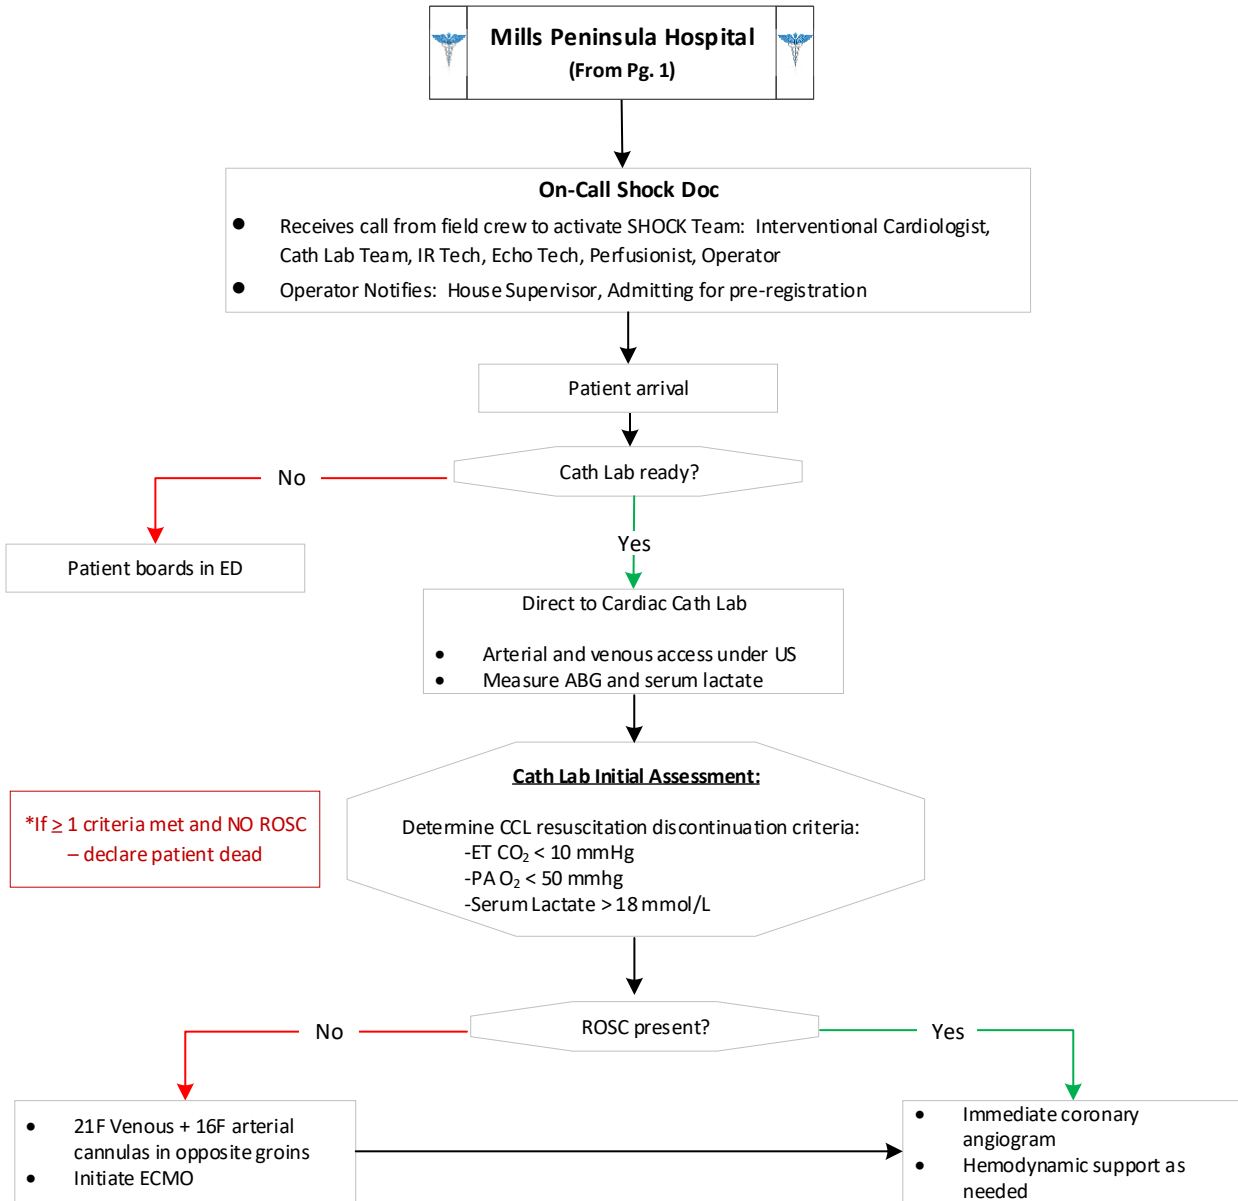 Mills Peninsula Hospital
(From Pg. 1)
On-Call Shock Doc
● Receives call from field crew to activate SHOCK Team: Interventional Cardiologist,
Cath Lab Team, IR Tech, Echo Tech, Perfusionist, Operator
● Operator Notifies: House Supervisor, Admitting for pre-registration
Patient arrival
Cath Lab ready?
No
Yes
Patient boards in ED
Direct to Cardiac Cath Lab
• Arterial and venous access under US
• Measure ABG and serum lactate
Cath Lab Initial Assessment:
Determine CCL resuscitation discontinuation criteria:
-ET CO₂ < 10 mmHg
-PA O₂ < 50 mmhg
-Serum Lactate > 18 mmol/L
*If ≥ 1 criteria met and NO ROSC
– declare patient dead
ROSC present?
No
Yes
• 21F Venous + 16F arterial
cannulas in opposite groins
• Initiate ECMO
• Immediate coronary
angiogram
• Hemodynamic support as
needed